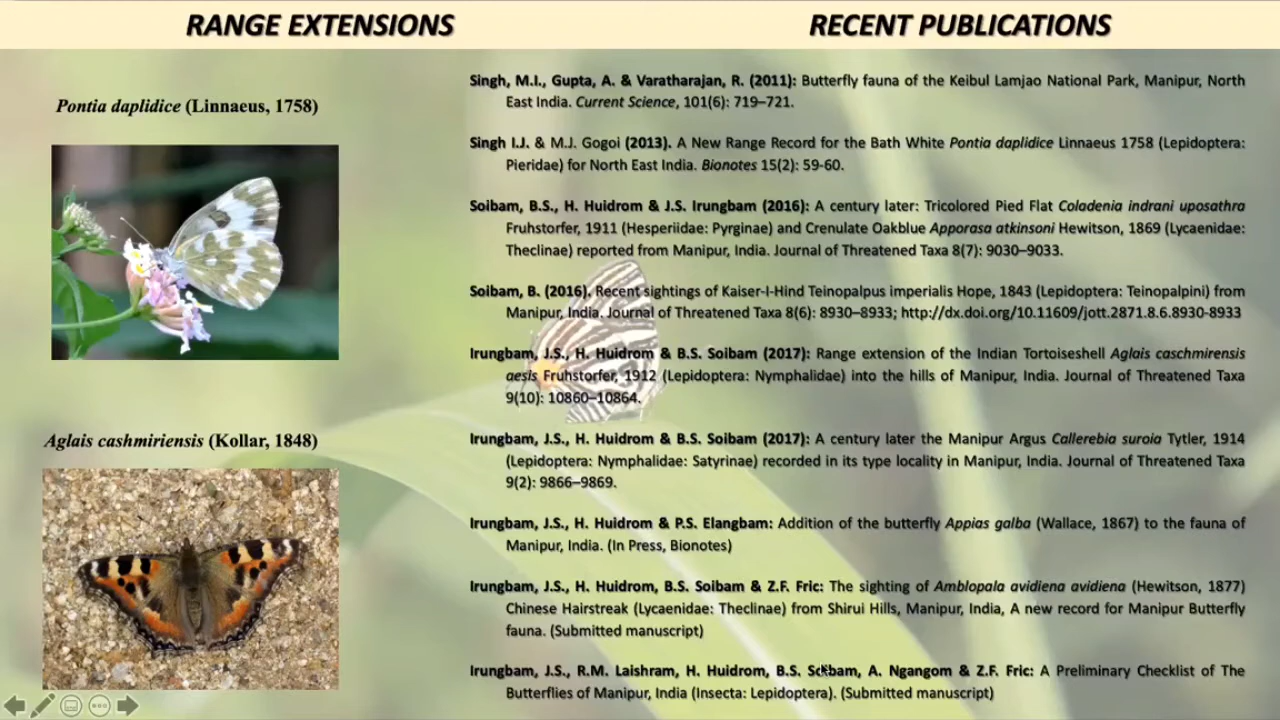 RANGE EXTENSIONS
RECENT PUBLICATIONS
Pontia daplidice (Linnaeus, 1758)
Aglais cashmiriensis (Kollar, 1848)
Singh, M.I., Gupta, A. & Varatharajan, R. (2011): Butterfly fauna of the Keibul Lamjao National Park, Manipur, North
East India. Current Science, 101(6): 719–721.
Singh I.J. & M.J. Gogoi (2013). A New Range Record for the Bath White Pontia daplidice Linnaeus 1758 (Lepidoptera:
Pieridae) for North East India. Bionotes 15(2): 59-60.
Soibam, B.S., H. Huidrom & J.S. Irungbam (2016): A century later: Tricolored Pied Flat Coladenia indrani uposathra
Fruhstorfer, 1911 (Hesperiidae: Pyrginae) and Crenulate Oakblue Apporasa atkinsoni Hewitson, 1869 (Lycaenidae:
Theclinae) reported from Manipur, India. Journal of Threatened Taxa 8(7): 9030–9033.
Soibam, B. (2016). Recent sightings of Kaiser-I-Hind Teinopalpus imperialis Hope, 1843 (Lepidoptera: Teinopalpini) from
Manipur, India. Journal of Threatened Taxa 8(6): 8930–8933; http://dx.doi.org/10.11609/jott.2871.8.6.8930-8933
Irungbam, J.S., H. Huidrom & B.S. Soibam (2017): Range extension of the Indian Tortoiseshell Aglais caschmirensis
aesis Fruhstorfer, 1912 (Lepidoptera: Nymphalidae) into the hills of Manipur, India. Journal of Threatened Taxa
9(10): 10860–10864.
Irungbam, J.S., H. Huidrom & B.S. Soibam (2017): A century later the Manipur Argus Callerebia suroia Tytler, 1914
(Lepidoptera: Nymphalidae: Satyrinae) recorded in its type locality in Manipur, India. Journal of Threatened Taxa
9(2): 9866–9869.
Irungbam, J.S., H. Huidrom & P.S. Elangbam: Addition of the butterfly Appias galba (Wallace, 1867) to the fauna of
Manipur, India. (In Press, Bionotes)
Irungbam, J.S., H. Huidrom, B.S. Soibam & Z.F. Fric: The sighting of Amblopala avidiena avidiena (Hewitson, 1877)
Chinese Hairstreak (Lycaenidae: Theclinae) from Shirui Hills, Manipur, India, A new record for Manipur Butterfly
fauna. (Submitted manuscript)
Irungbam, J.S., R.M. Laishram, H. Huidrom, B.S. Soibam, A. Ngangom & Z.F. Fric: A Preliminary Checklist of The
Butterflies of Manipur, India (Insecta: Lepidoptera). (Submitted manuscript)